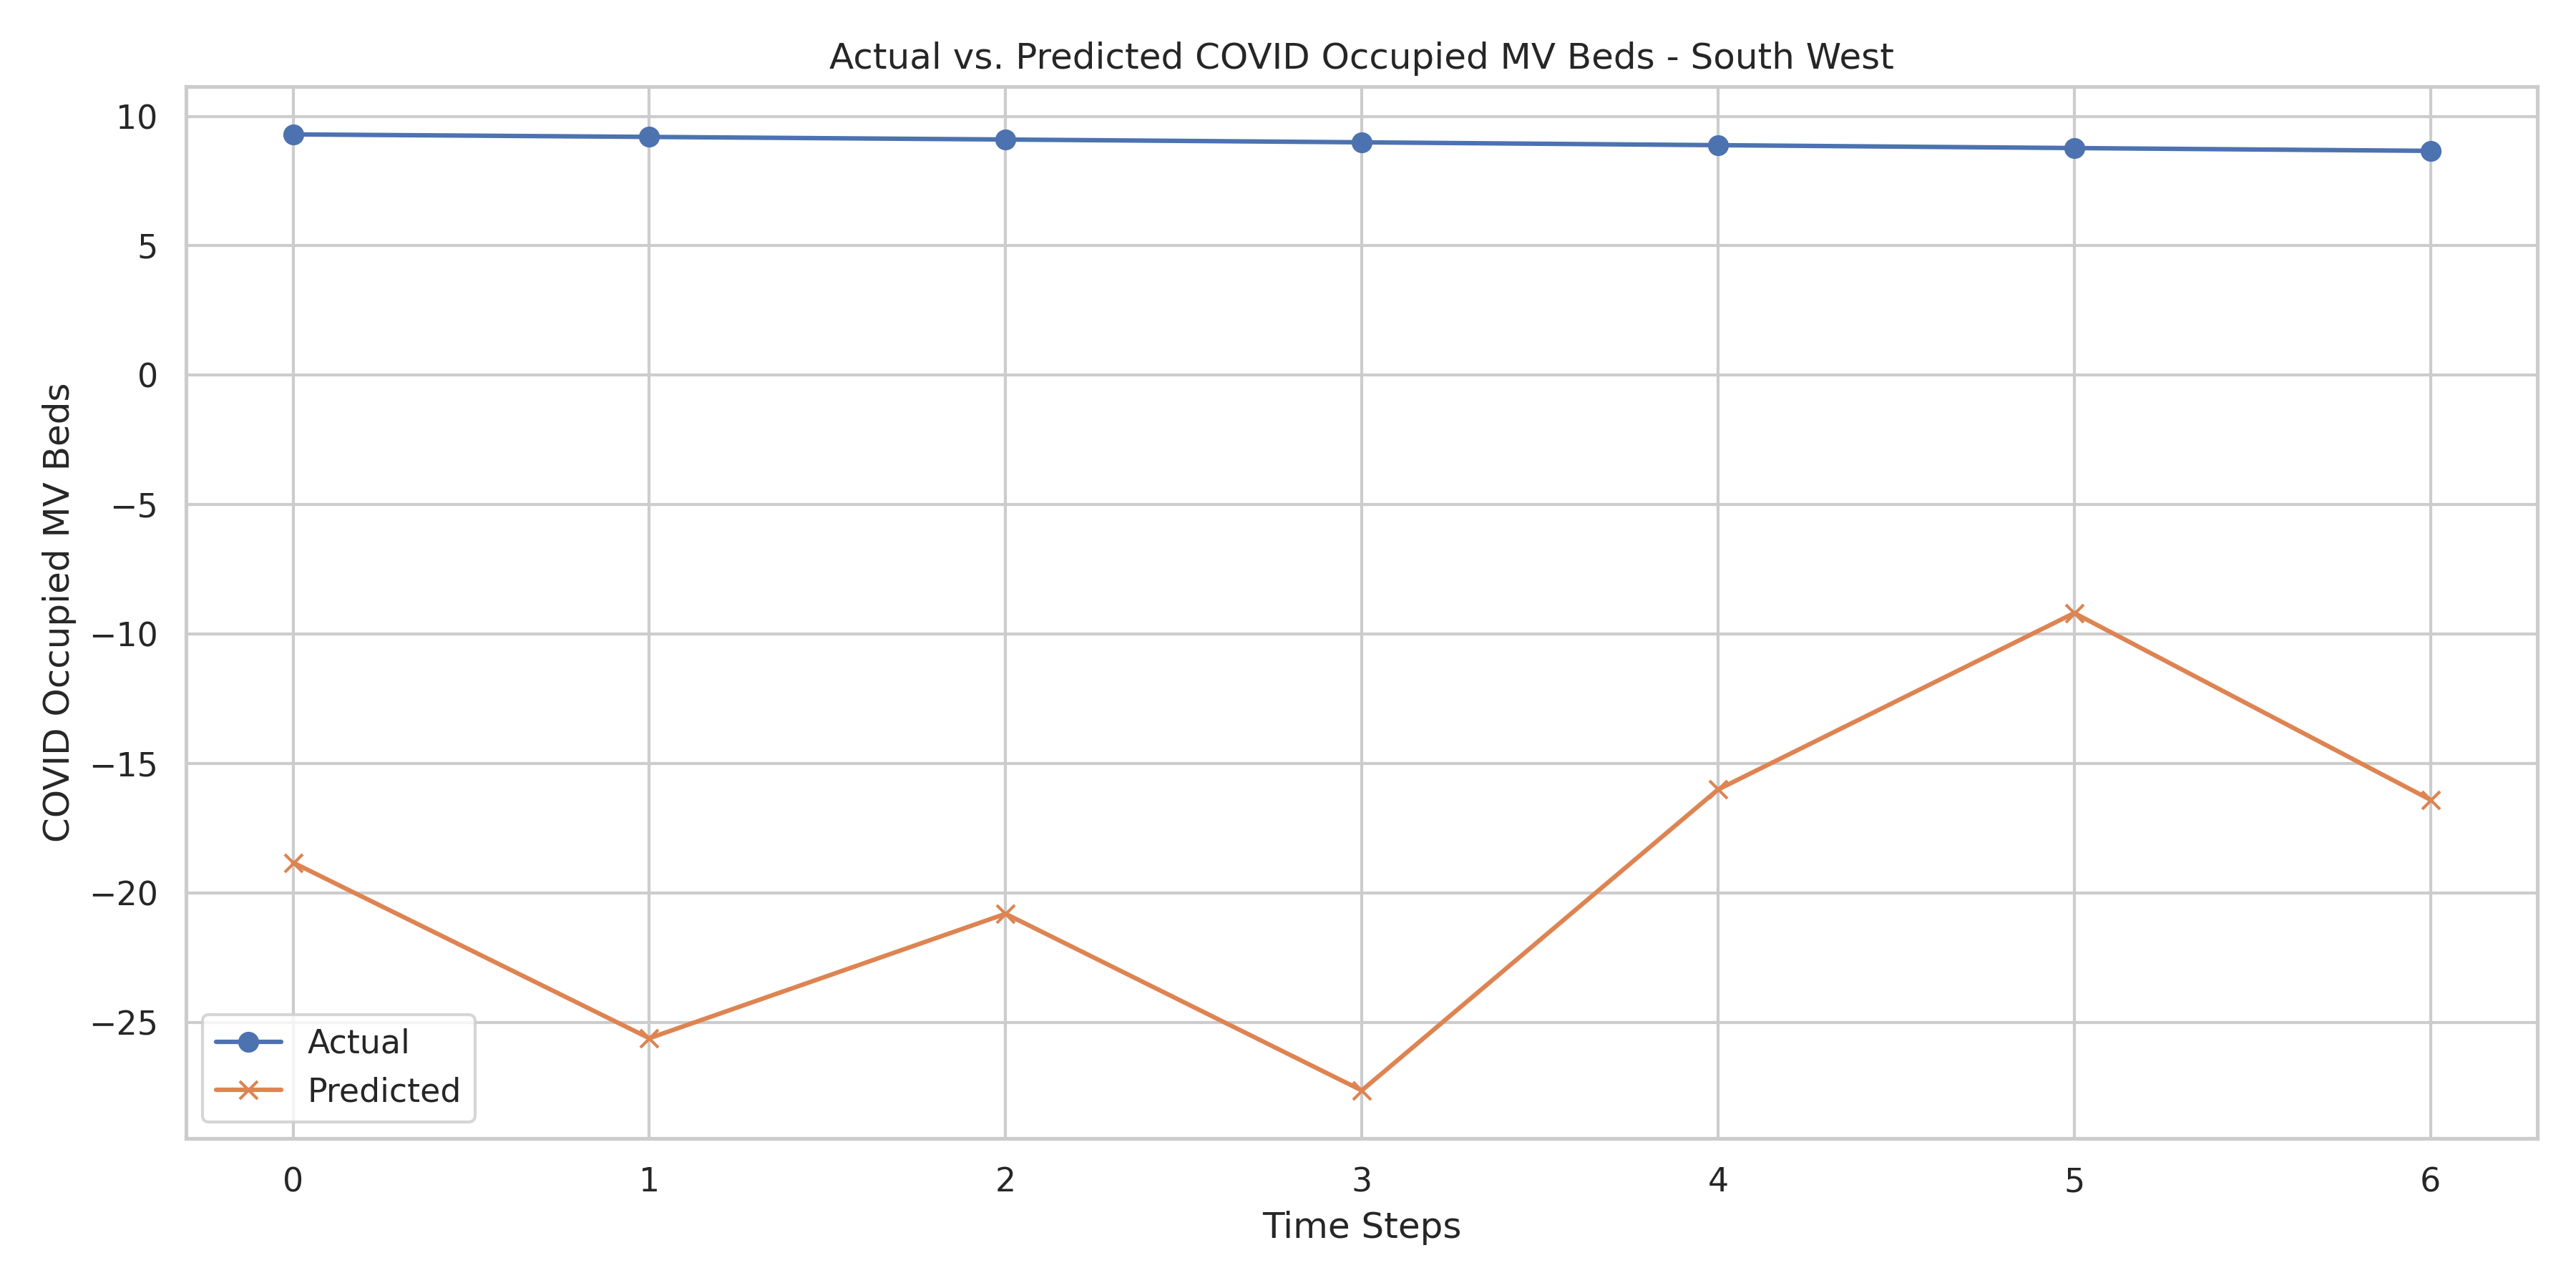 Actual vs. Predicted COVID Occupied MV Beds - South West
COVID Occupied MV Beds
10
5
0
−5
−10
−15
−20
−25
Actual
Predicted
0 1 2 3 4 5 6
Time Steps